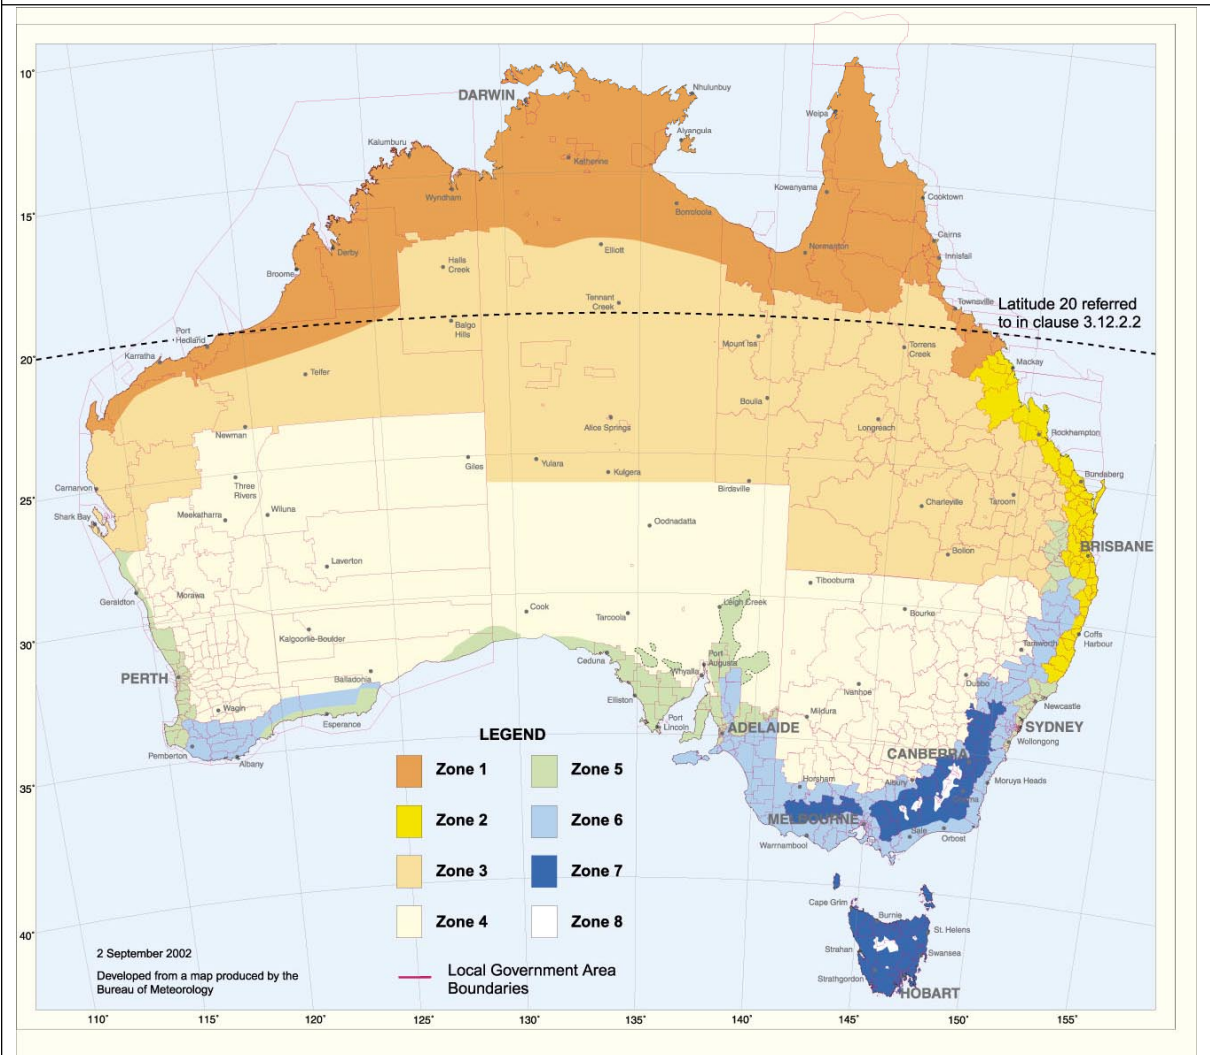 10°
15°
20°
25°
30°
35°
40°
DARWIN
Nhulunbuy
Alyangula
Weipa
Kalumburu
Katherine
Wyndham
Kowanyama
Cooktown
Borroloola
Derby
Elliott
Normanton
Cairns
Innisfail
Broome
Halls
Creek
Tennant
Creek
Townsville
Latitude 20 referred
to in clause 3.12.2.2
Port
Hedland
Balgo
Hills
Karratha
Mount Isa
Torrens
Creek
Mackay
Telfer
Boulia
Longreach
Newman
Alice Springs
Rockhampton
Giles
Yulara
Kulgera
Birdsville
Bundaberg
Carnarvon
Three
Rivers
Charleville
Taroom
Shark Bay
Meekatharra
Wiluna
Oodnadatta
BRISBANE
Bollon
Laverton
Tibooburra
Geraldton
Morawa
Cook
Tarcoola
Leigh Creek
Bourke
Coffs
Harbour
Kalgoorlie-Boulder
Tamworth
PERTH
Balladonia
Ceduna
Port
Augusta
Whyalla
Ivanhoe
Dubbo
Elliston
Port
Lincoln
Mildura
Newcastle
Wagin
Esperance
ADELAIDE
SYDNEY
Wollongong
Pemberton
Albany
CANBERRA
Horsham
Albury
Moruya Heads
MELBOURNE
Sale
Orbost
Warrnambool
LEGEND
Zone 1
Zone 5
Zone 2
Zone 6
Zone 3
Zone 7
Zone 4
Zone 8
Cape Grim
Burnie
St. Helens
Strahan
Swansea
Strathgordon
HOBART
2 September 2002
Developed from a map produced by the
Bureau of Meteorology
Local Government Area
Boundaries
110°
115°
120°
125°
130°
135°
140°
145°
150°
155°